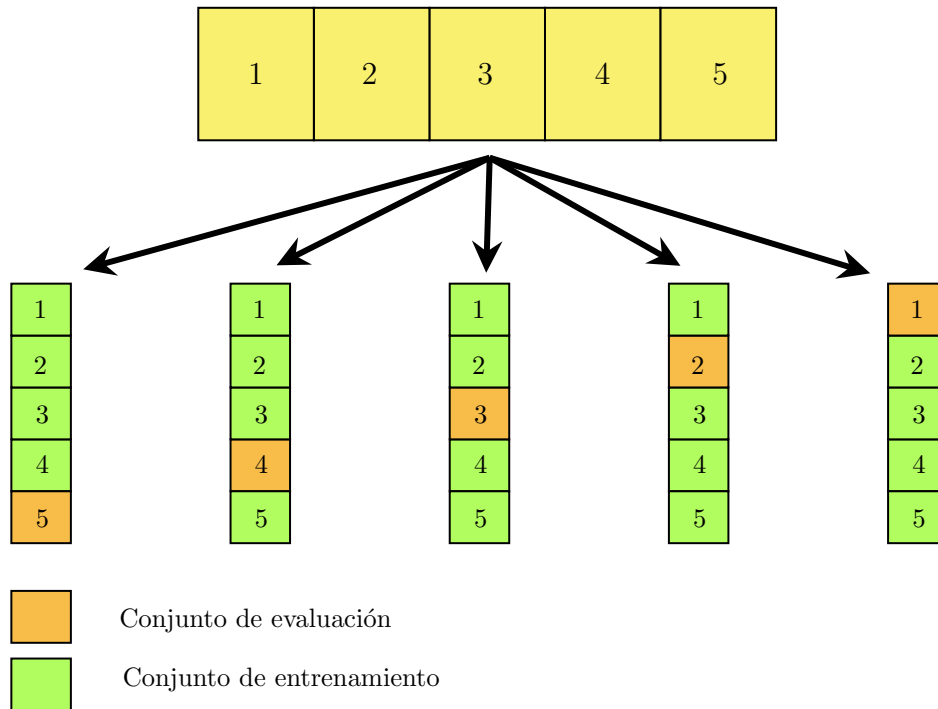 1 2 3 4 5
1 1 1 1 1
2 2 2 2 2
3 3 3 3 3
4 4 4 4 4
5 5 5 5 5
Conjunto de evaluación
Conjunto de entrenamiento